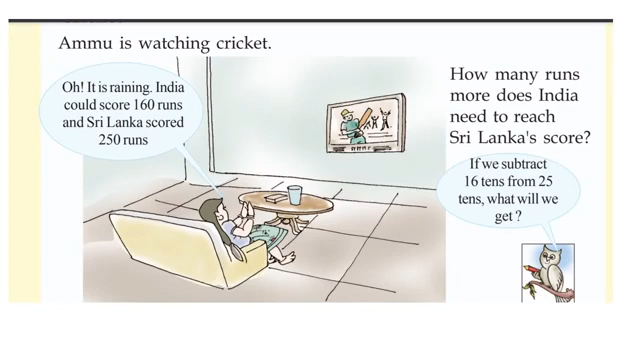 Ammu is watching cricket.
Oh! It is raining. India
could score 160 runs
and Sri Lanka scored
250 runs
How many runs
more does India
need to reach
Sri Lanka's score?
If we subtract
16 tens from 25
tens, what will we
get ?